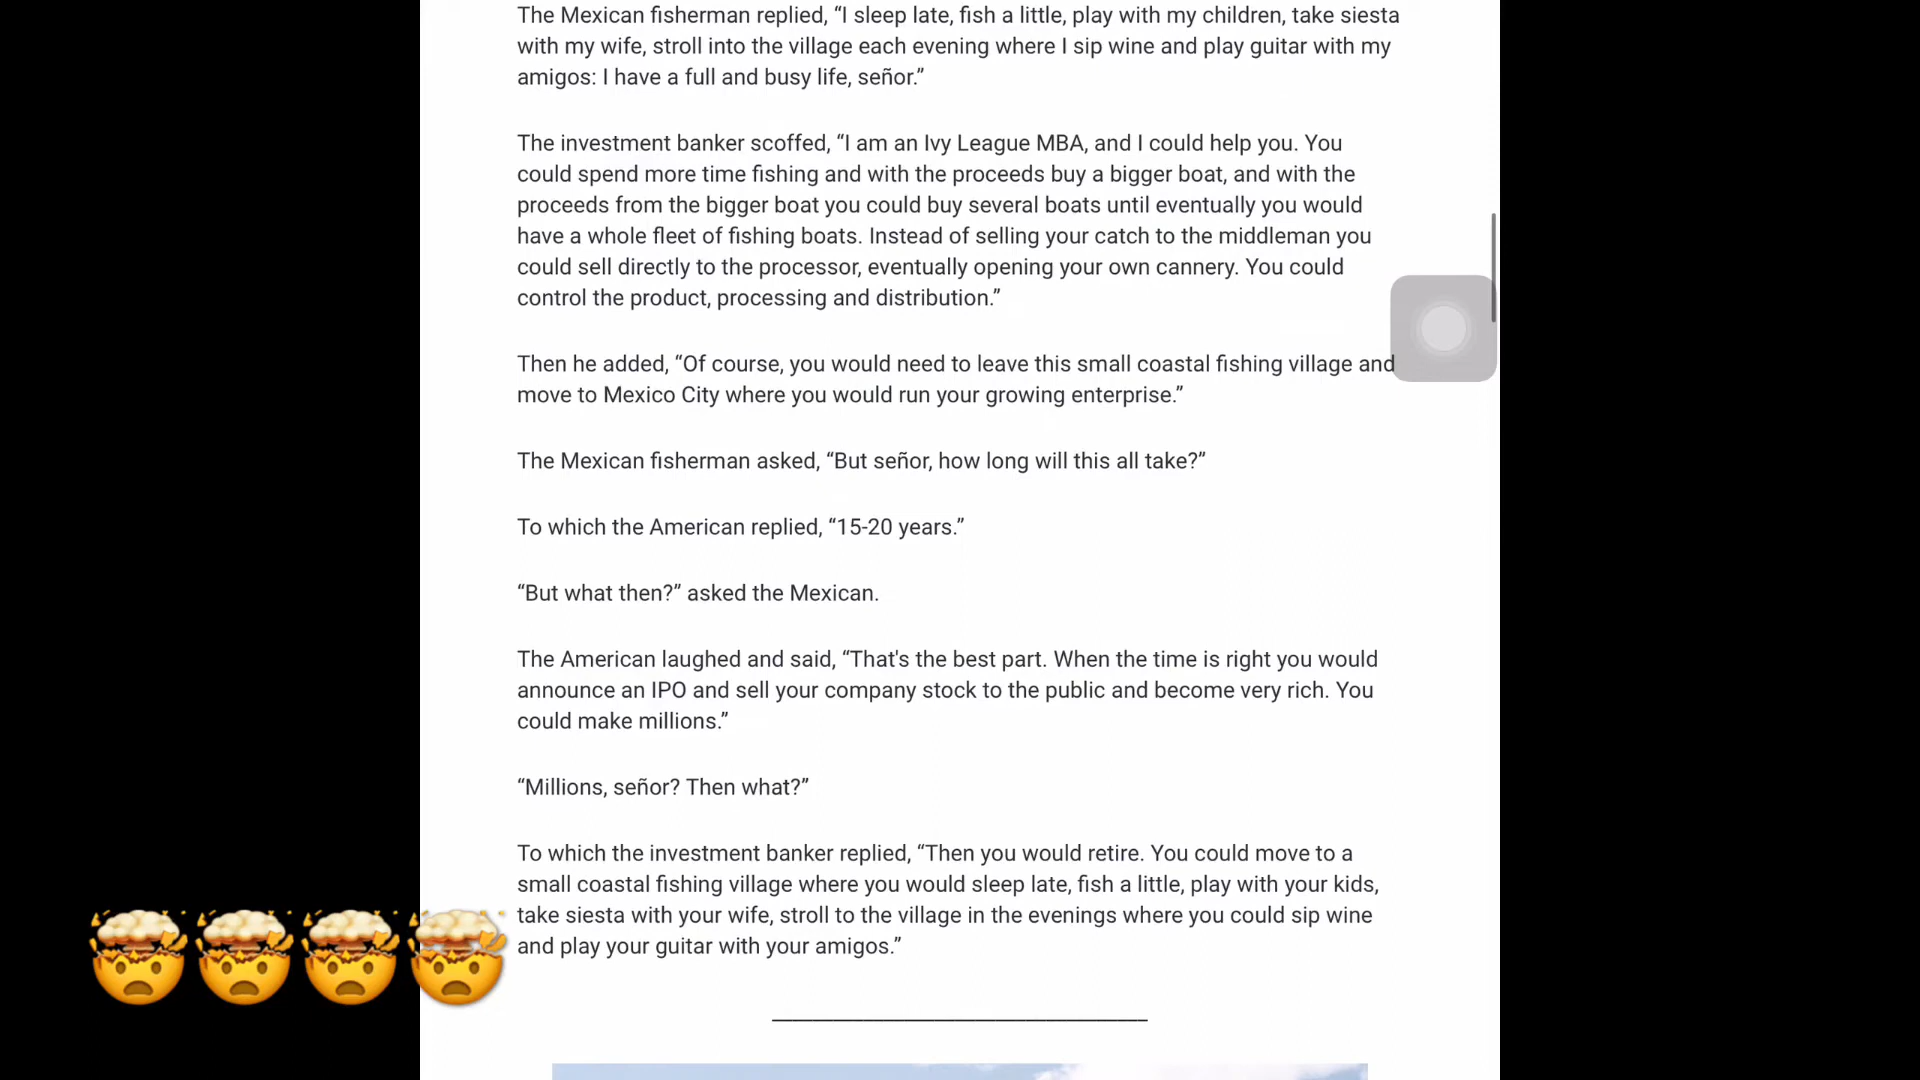 The Mexican fisherman replied, “I sleep late, fish a little, play with my children, take siesta
with my wife, stroll into the village each evening where I sip wine and play guitar with my
amigos: I have a full and busy life, señor.”
The investment banker scoffed, “I am an Ivy League MBA, and I could help you. You
could spend more time fishing and with the proceeds buy a bigger boat, and with the
proceeds from the bigger boat you could buy several boats until eventually you would
have a whole fleet of fishing boats. Instead of selling your catch to the middleman you
could sell directly to the processor, eventually opening your own cannery. You could
control the product, processing and distribution.”
Then he added, “Of course, you would need to leave this small coastal fishing village and
move to Mexico City where you would run your growing enterprise.”
The Mexican fisherman asked, “But señor, how long will this all take?”
To which the American replied, “15-20 years.”
“But what then?” asked the Mexican.
The American laughed and said, “That's the best part. When the time is right you would
announce an IPO and sell your company stock to the public and become very rich. You
could make millions.”
“Millions, señor? Then what?”
To which the investment banker replied, “Then you would retire. You could move to a
small coastal fishing village where you would sleep late, fish a little, play with your kids,
take siesta with your wife, stroll to the village in the evenings where you could sip wine
and play your guitar with your amigos.”